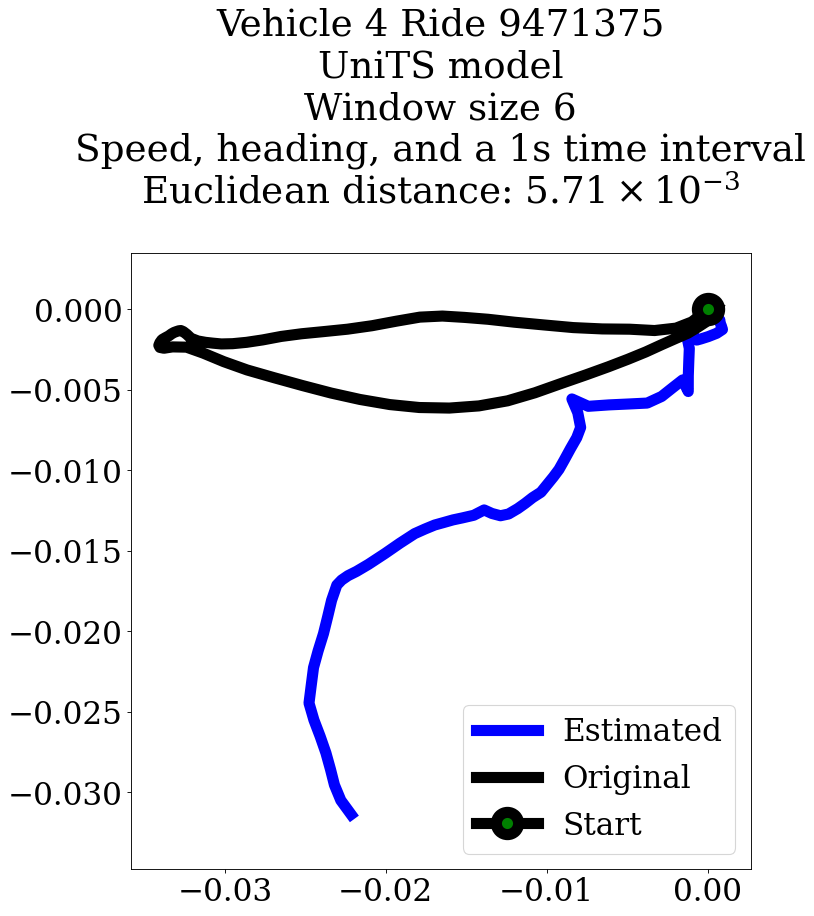 Vehicle 4 Ride 9471375
UniTS model
Window size 6
Speed, heading, and a 1s time interval
Euclidean distance: 5.71 × 10⁻³
0.000
−0.005
−0.010
−0.015
−0.020
−0.025
−0.030
Estimated
Original
Start
−0.03
−0.02
−0.01
0.00